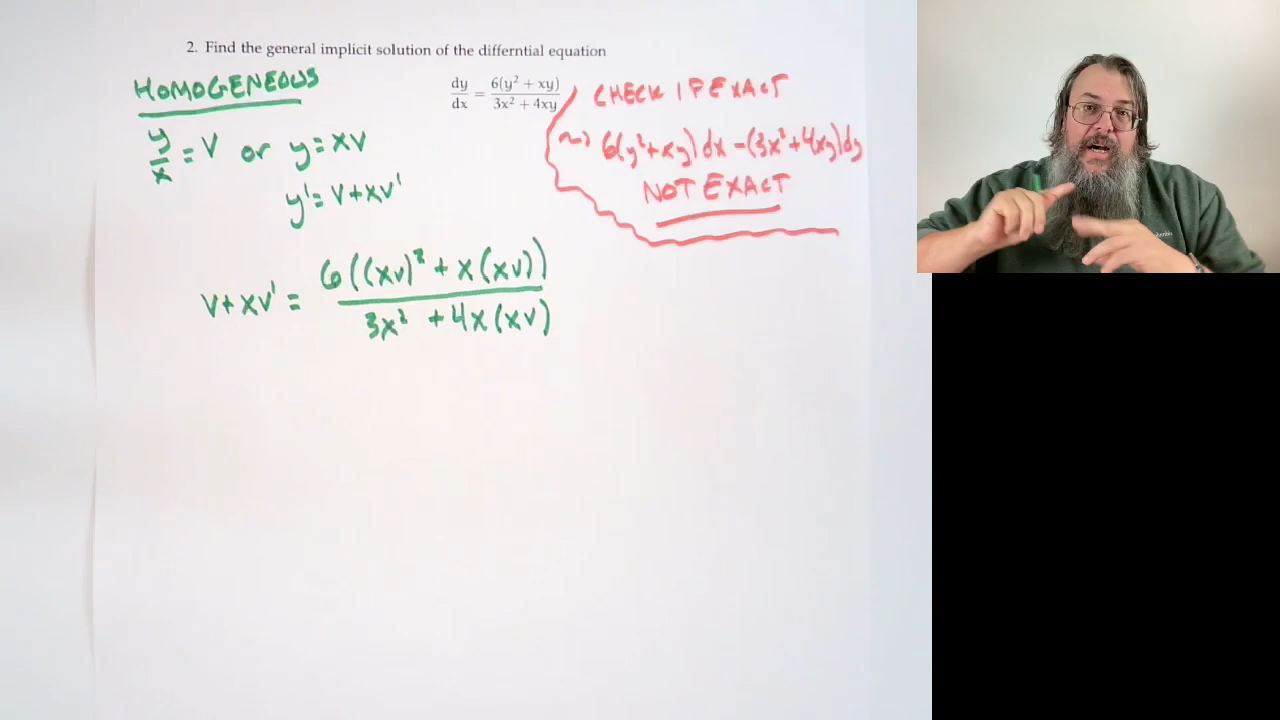 2. Find the general implicit solution of the differntial equation
HOMOGENEOUS
dy/dx = 6(y² + xy)/(3x² + 4xy)
CHECK IF EXACT
~> 6(y²+xy)dx -(3x²+4xy)dy
NOT EXACT
y/x = v or y = xv
y' = v+xv'
v+xv' = 6((xv)² + x(xv))/(3x² + 4x(xv))